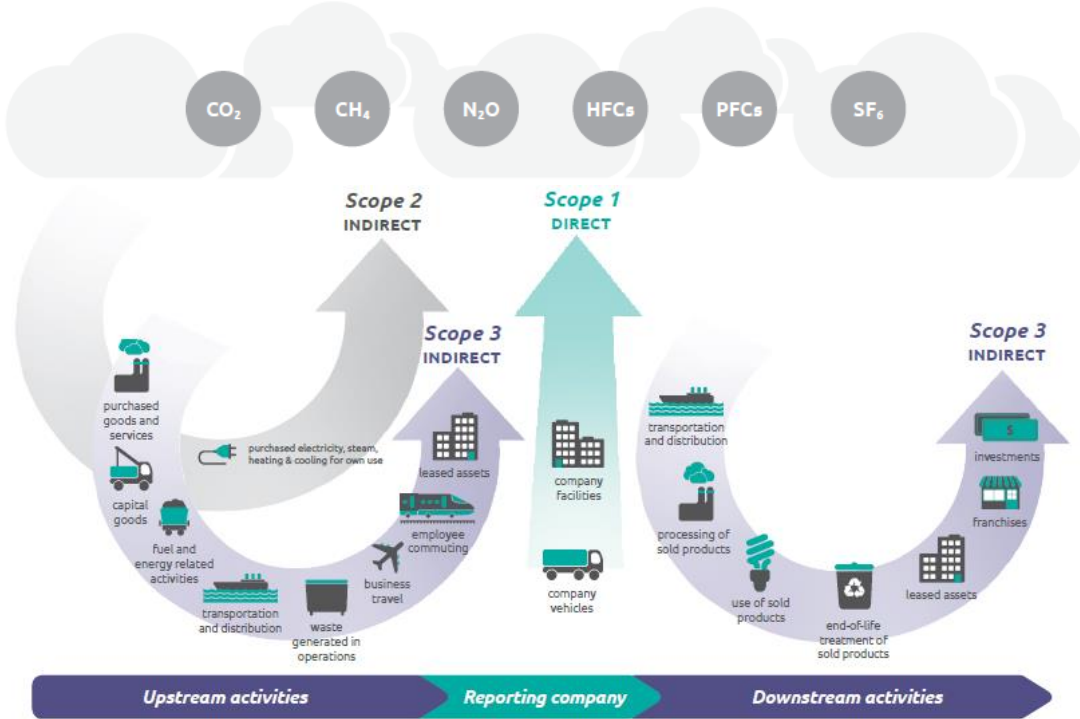 CO₂
CH₄
N₂O
HFCs
PFCs
SF₆
Scope 2
INDIRECT
Scope 1
DIRECT
Scope 3
INDIRECT
Scope 3
INDIRECT
purchased
goods and
services
capital
goods
fuel and
energy related
activities
transportation
and distribution
waste
generated in
operations
business
travel
employee
commuting
leased assets
purchased electricity, steam,
heating & cooling for own use
company
facilities
company
vehicles
transportation
and distribution
processing of
sold products
use of sold
products
end-of-life
treatment of
sold products
leased assets
franchises
$
investments
Upstream activities
Reporting company
Downstream activities